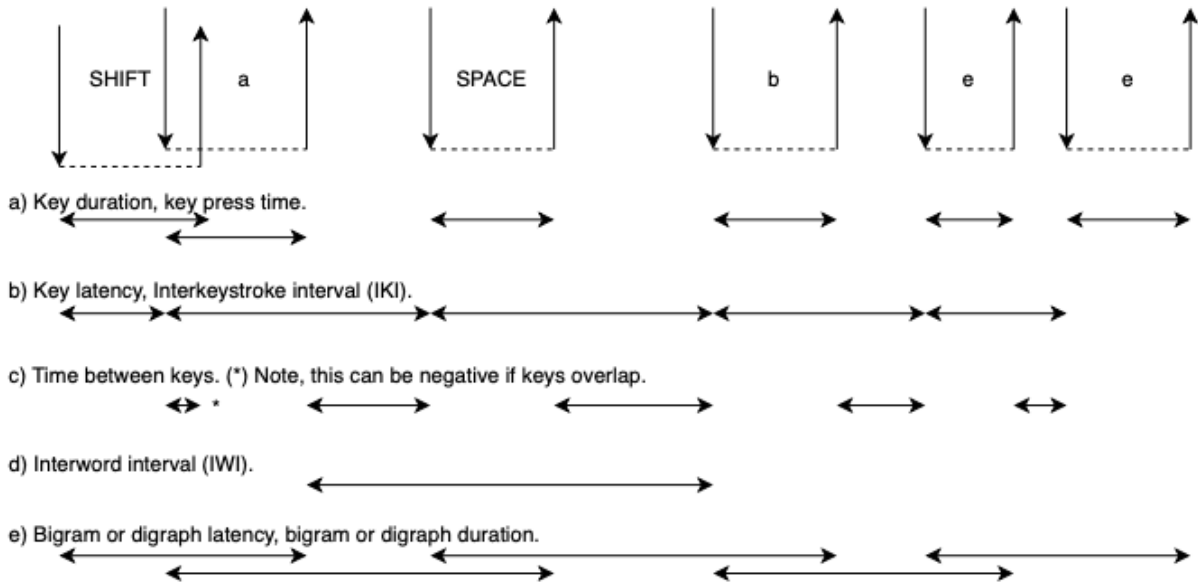 SHIFT a SPACE b e e
a) Key duration, key press time.
b) Key latency, Interkeystroke interval (IKI).
c) Time between keys. (*) Note, this can be negative if keys overlap.
*
d) Interword interval (IWI).
e) Bigram or digraph latency, bigram or digraph duration.